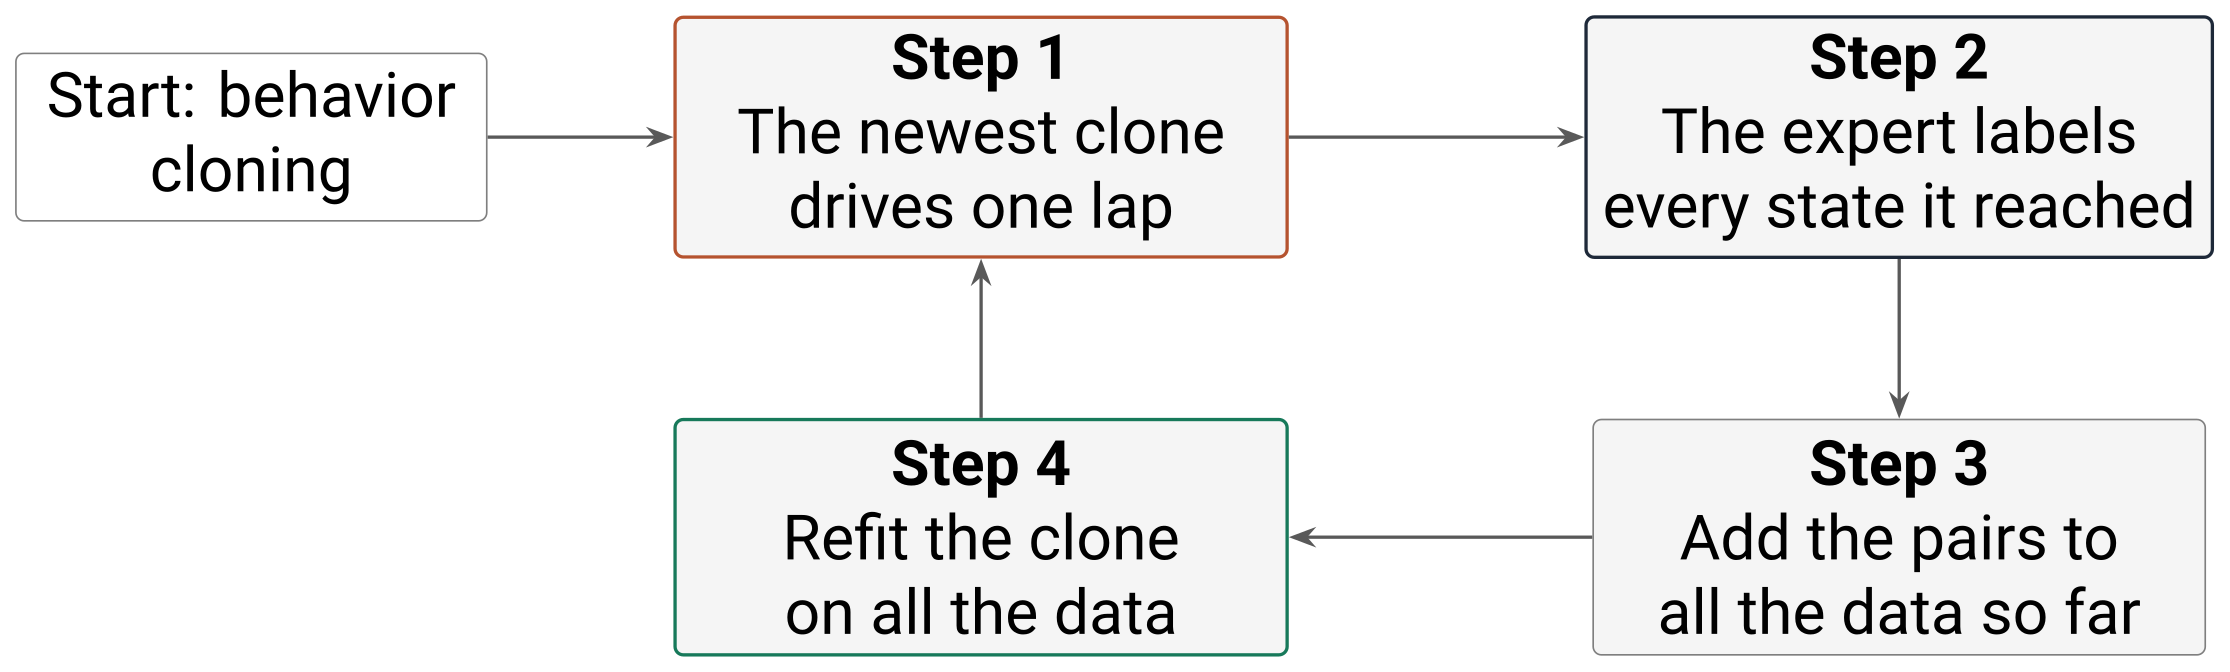 Start: behavior
cloning
Step 1
The newest clone
drives one lap
Step 2
The expert labels
every state it reached
Step 3
Add the pairs to
all the data so far
Step 4
Refit the clone
on all the data